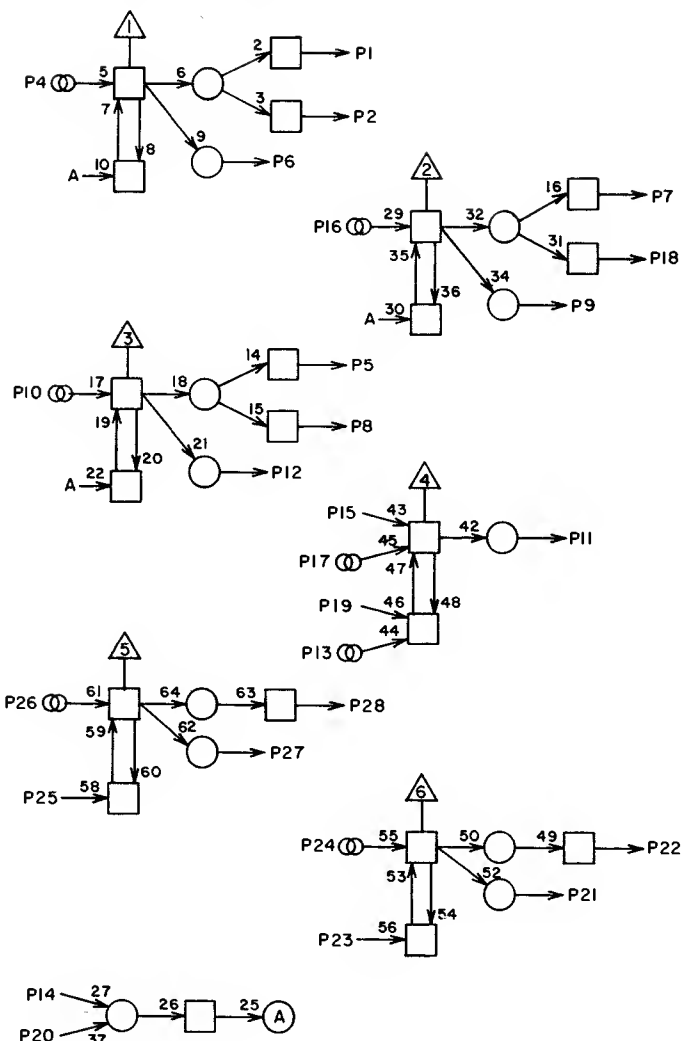 1
P4 5 6 2 P1
7 8 9 3 P2
A 10 P6
2
P16 29 32 16 P7
35 36 34 31 P18
A 30 P9
3
P10 17 18 14 P5
19 20 21 15 P8
A 22 P12
4
P15 43
P17 45 42 P11
47 48
P19 46
P13 44
5
P26 61 64 63 P28
59 60 62 P27
P25 58
6
P24 55 50 49 P22
53 54 52 P21
P23 56
P14 27 26 25 A
P20 37